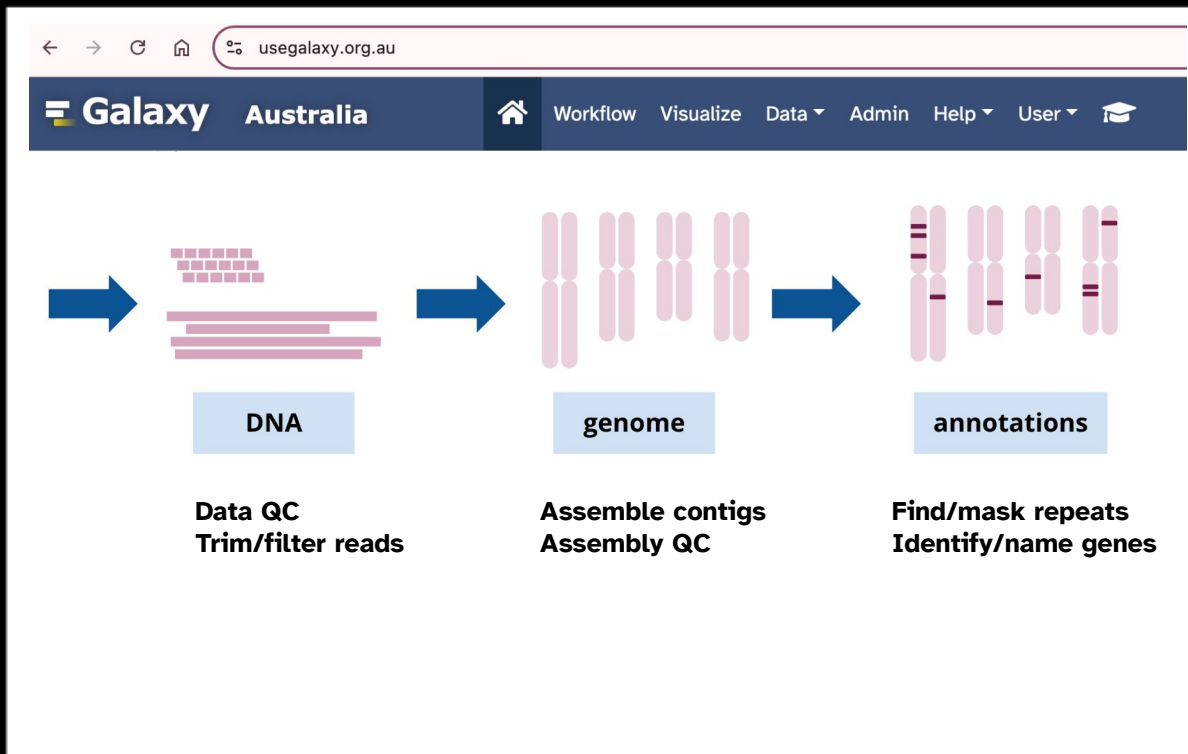 usegalaxy.org.au
Galaxy Australia Workflow Visualize Data Admin Help User
DNA genome annotations
Data QC
Trim/filter reads
Assemble contigs
Assembly QC
Find/mask repeats
Identify/name genes